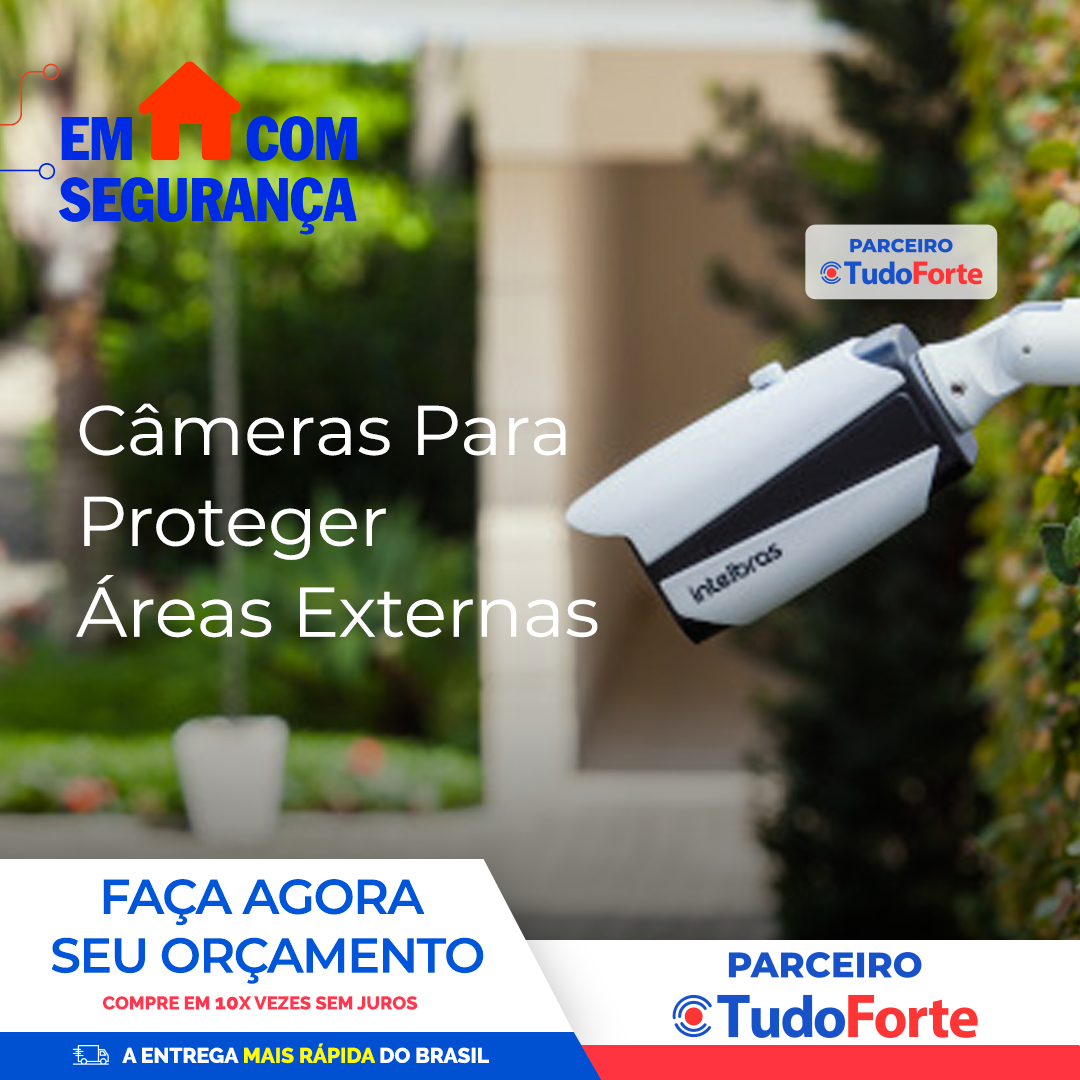 EM COM
SEGURANÇA
PARCEIRO
TudoForte
Câmeras Para
Proteger
Áreas Externas
intelbras
FAÇA AGORA
SEU ORÇAMENTO
COMPRE EM 10X VEZES SEM JUROS
A ENTREGA MAIS RÁPIDA DO BRASIL
PARCEIRO
TudoForte